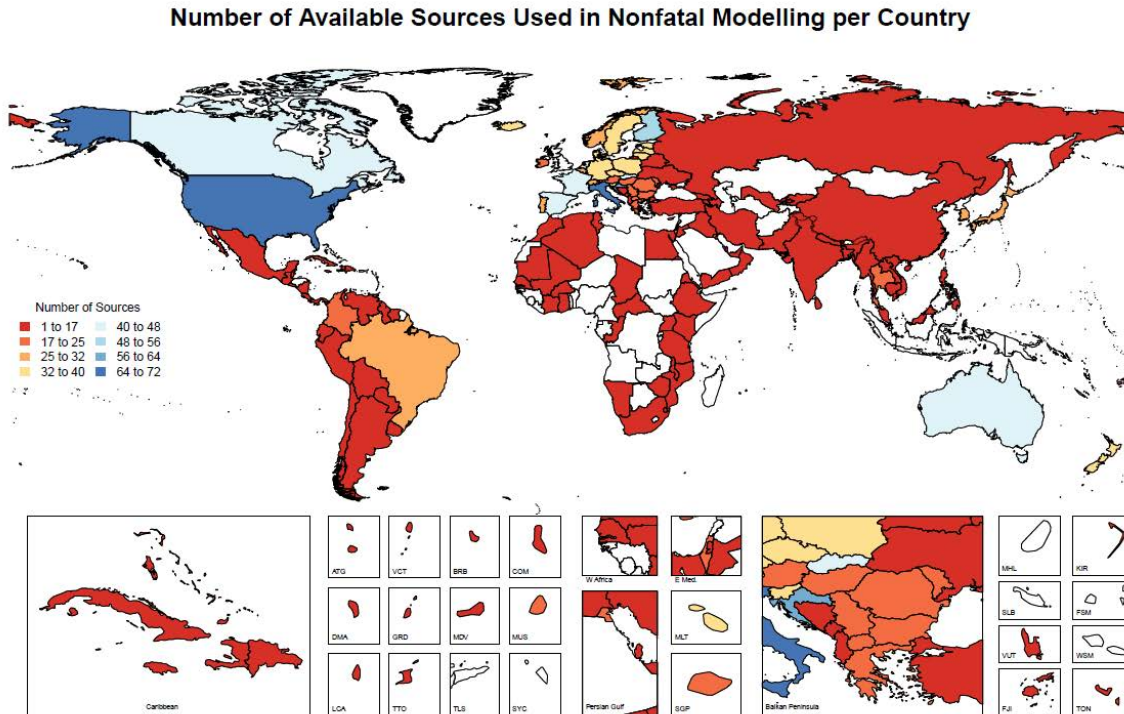 Number of Available Sources Used in Nonfatal Modelling per Country
Number of Sources
1 to 17
17 to 25
25 to 32
32 to 40
40 to 48
48 to 56
56 to 64
64 to 72
Caribbean
ATG
VCT
BRB
COM
DMA
GRD
MDV
MUS
LCA
TTO
TLS
SYC
W Africa
E Med.
Persian Gulf
MLT
SGP
Balkan Peninsula
MHL
KIR
SLB
FSM
VUT
WSM
FJI
TON